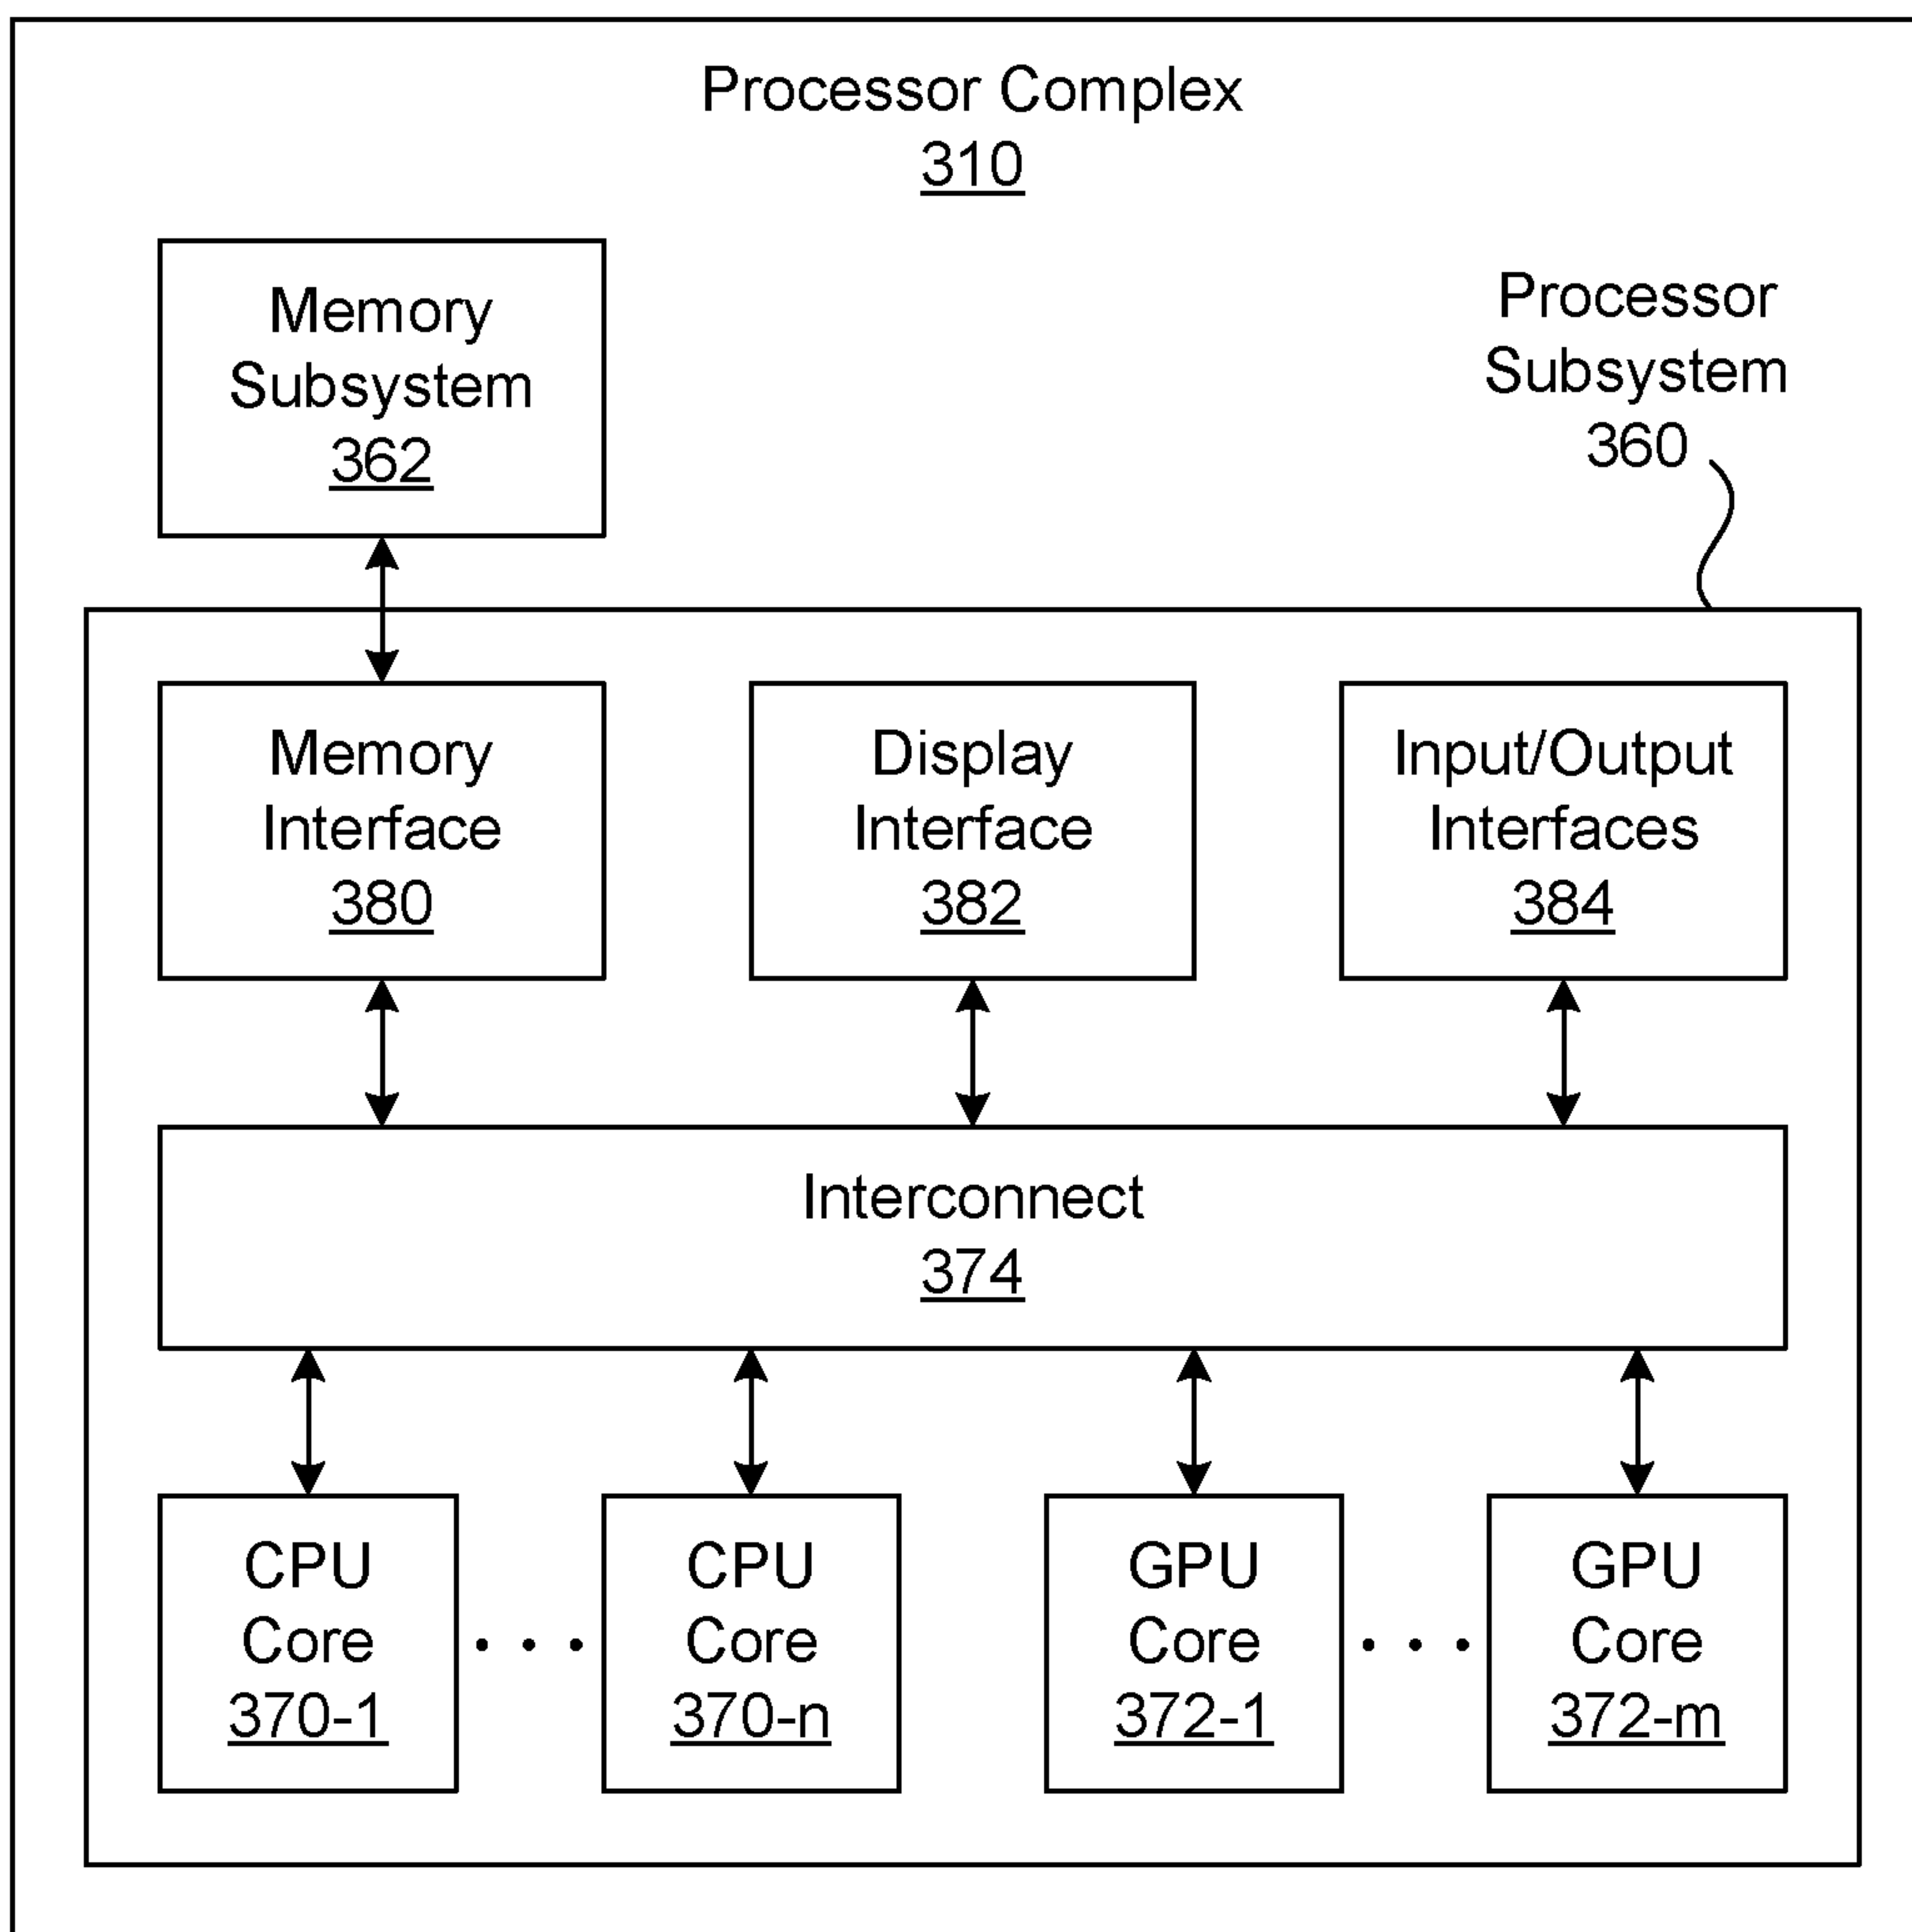 Processor Complex
310
Memory
Subsystem
362
Processor
Subsystem
360
Memory
Interface
380
Display
Interface
382
Input/Output
Interfaces
384
Interconnect
374
CPU
Core
370-1
CPU
Core
370-n
GPU
Core
372-1
GPU
Core
372-m